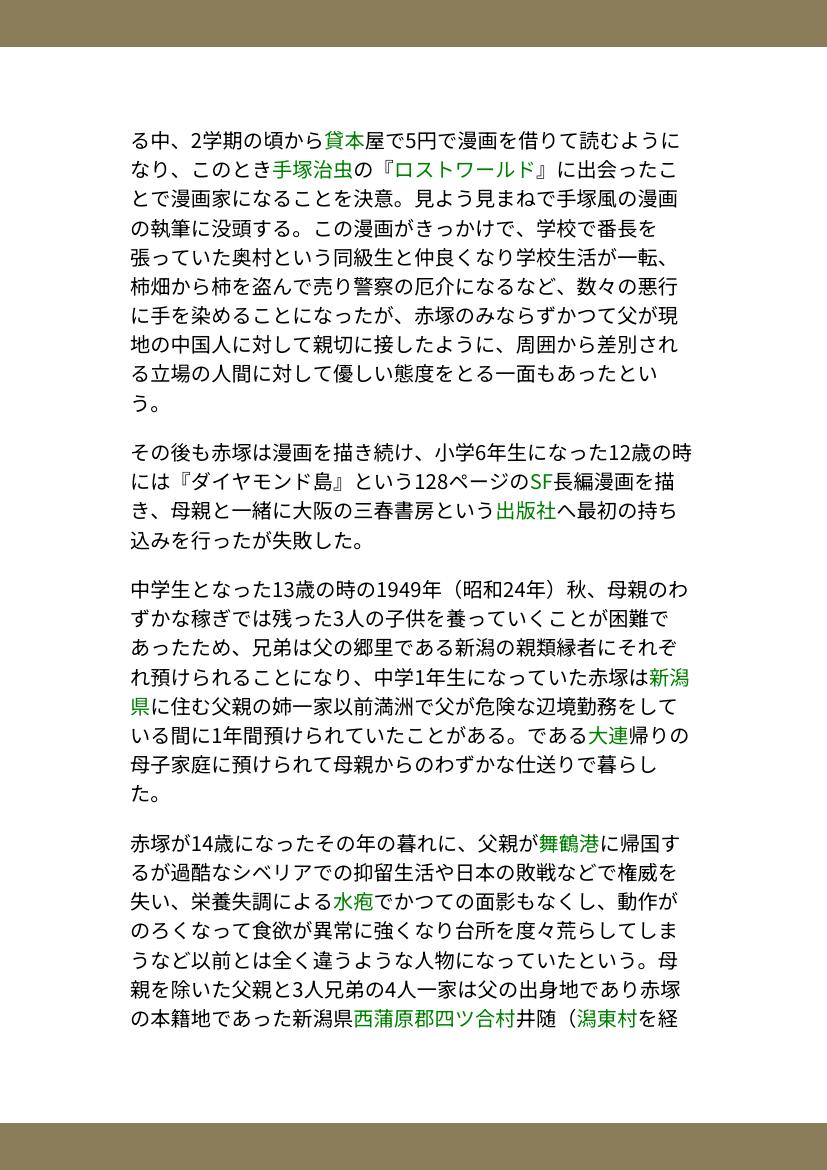 る中、2学期の頃から貸本屋で5円で漫画を借りて読むように
なり、このとき手塚治虫の『ロストワールド』に出会ったこ
とで漫画家になることを決意。見よう見まねで手塚風の漫画
の執筆に没頭する。この漫画がきっかけで、学校で番長を
張っていた奥村という同級生と仲良くなり学校生活が一転、
柿畑から柿を盗んで売り警察の厄介になるなど、数々の悪行
に手を染めることになったが、赤塚のみならずかつて父が現
地の中国人に対して親切に接したように、周囲から差別され
る立場の人間に対して優しい態度をとる一面もあったとい
う。
その後も赤塚は漫画を描き続け、小学6年生になった12歳の時
には『ダイヤモンド島』という128ページのSF長編漫画を描
き、母親と一緒に大阪の三春書房という出版社へ最初の持ち
込みを行ったが失敗した。
中学生となった13歳の時の1949年（昭和24年）秋、母親のわ
ずかな稼ぎでは残った3人の子供を養っていくことが困難で
あったため、兄弟は父の郷里である新潟の親類縁者にそれぞ
れ預けられることになり、中学1年生になっていた赤塚は新潟
県に住む父親の姉一家以前満洲で父が危険な辺境勤務をして
いる間に1年間預けられていたことがある。である大連帰りの
母子家庭に預けられて母親からのわずかな仕送りで暮らし
た。
赤塚が14歳になったその年の暮れに、父親が舞鶴港に帰国す
るが過酷なシベリアでの抑留生活や日本の敗戦などで権威を
失い、栄養失調による水疱でかつての面影もなくし、動作が
のろくなって食欲が異常に強くなり台所を度々荒らしてしま
うなど以前とは全く違うような人物になっていたという。母
親を除いた父親と3人兄弟の4人一家は父の出身地であり赤塚
の本籍地であった新潟県西蒲原郡四ツ合村井随（潟東村を経